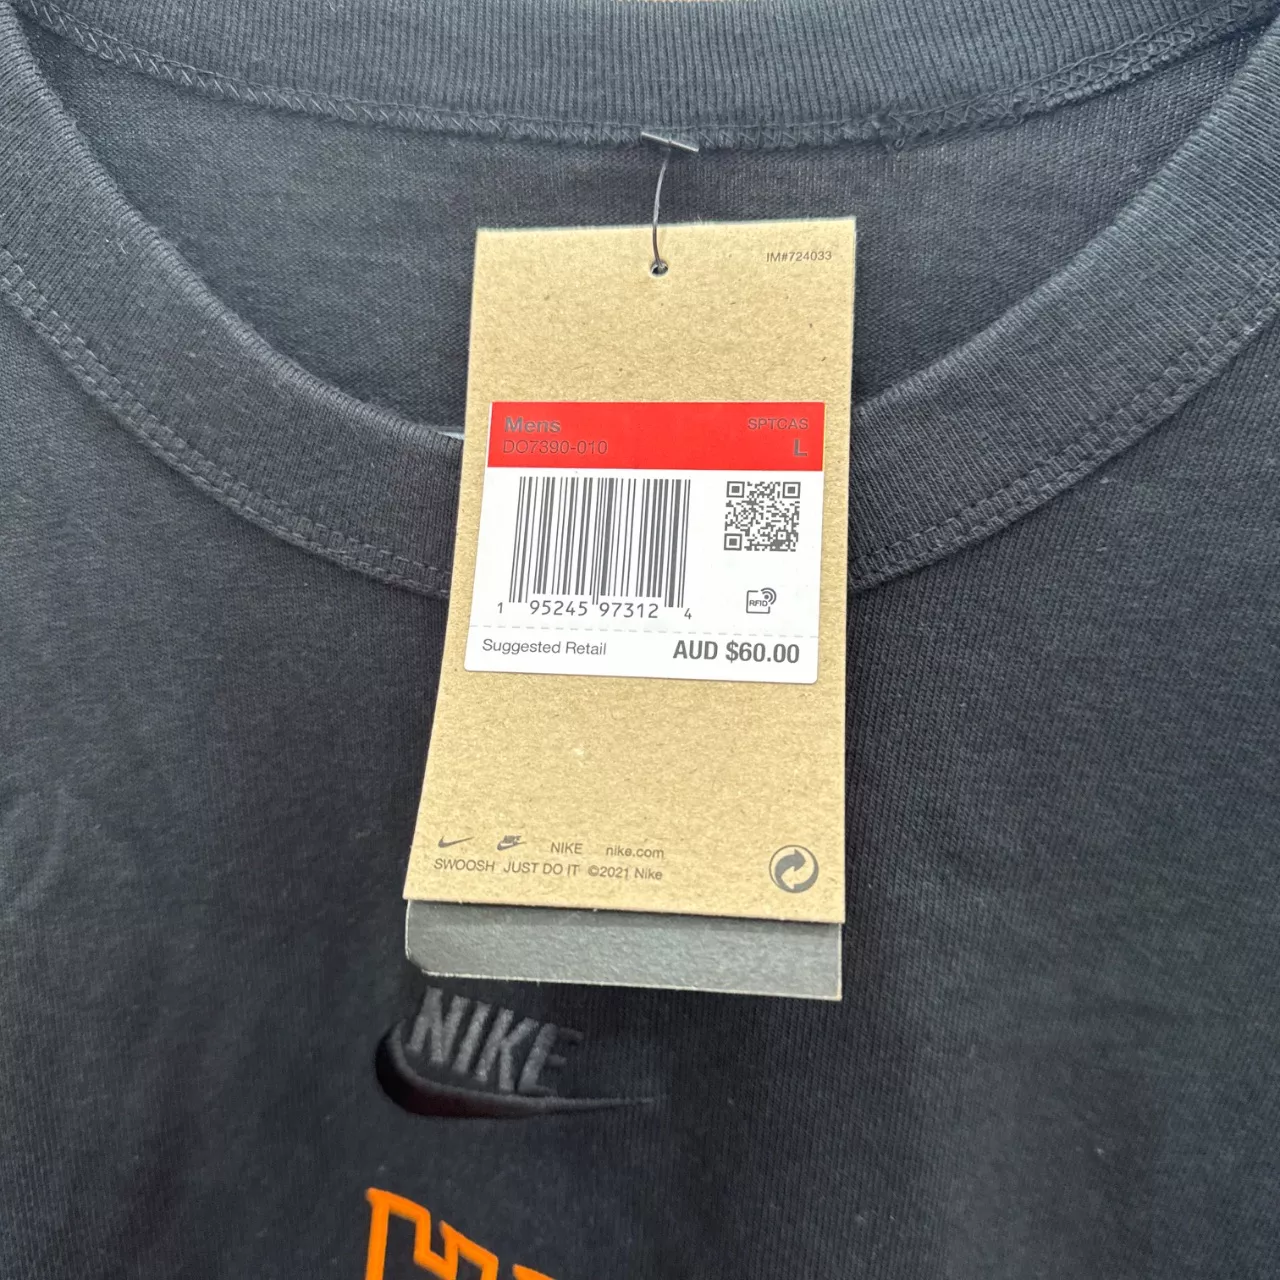 IM#724033
Mens SPTCAS
DO7390-010 L
RFID
1 95245 97312 4
Suggested Retail AUD $60.00
NIKE NIKE nike.com
SWOOSH JUST DO IT ©2021 Nike
NIKE